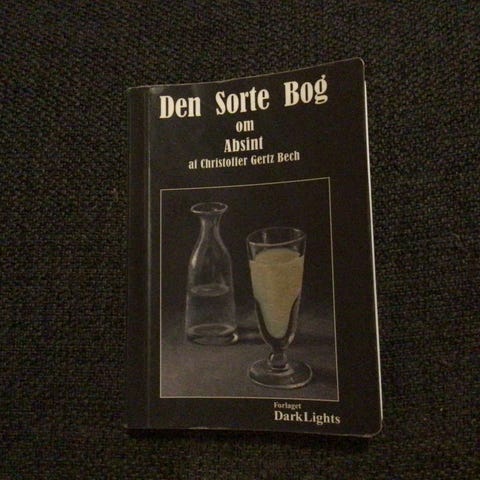 Den Sorte Bog
om
Absint
af Christoffer Gertz Bech
Forlaget
DarkLights